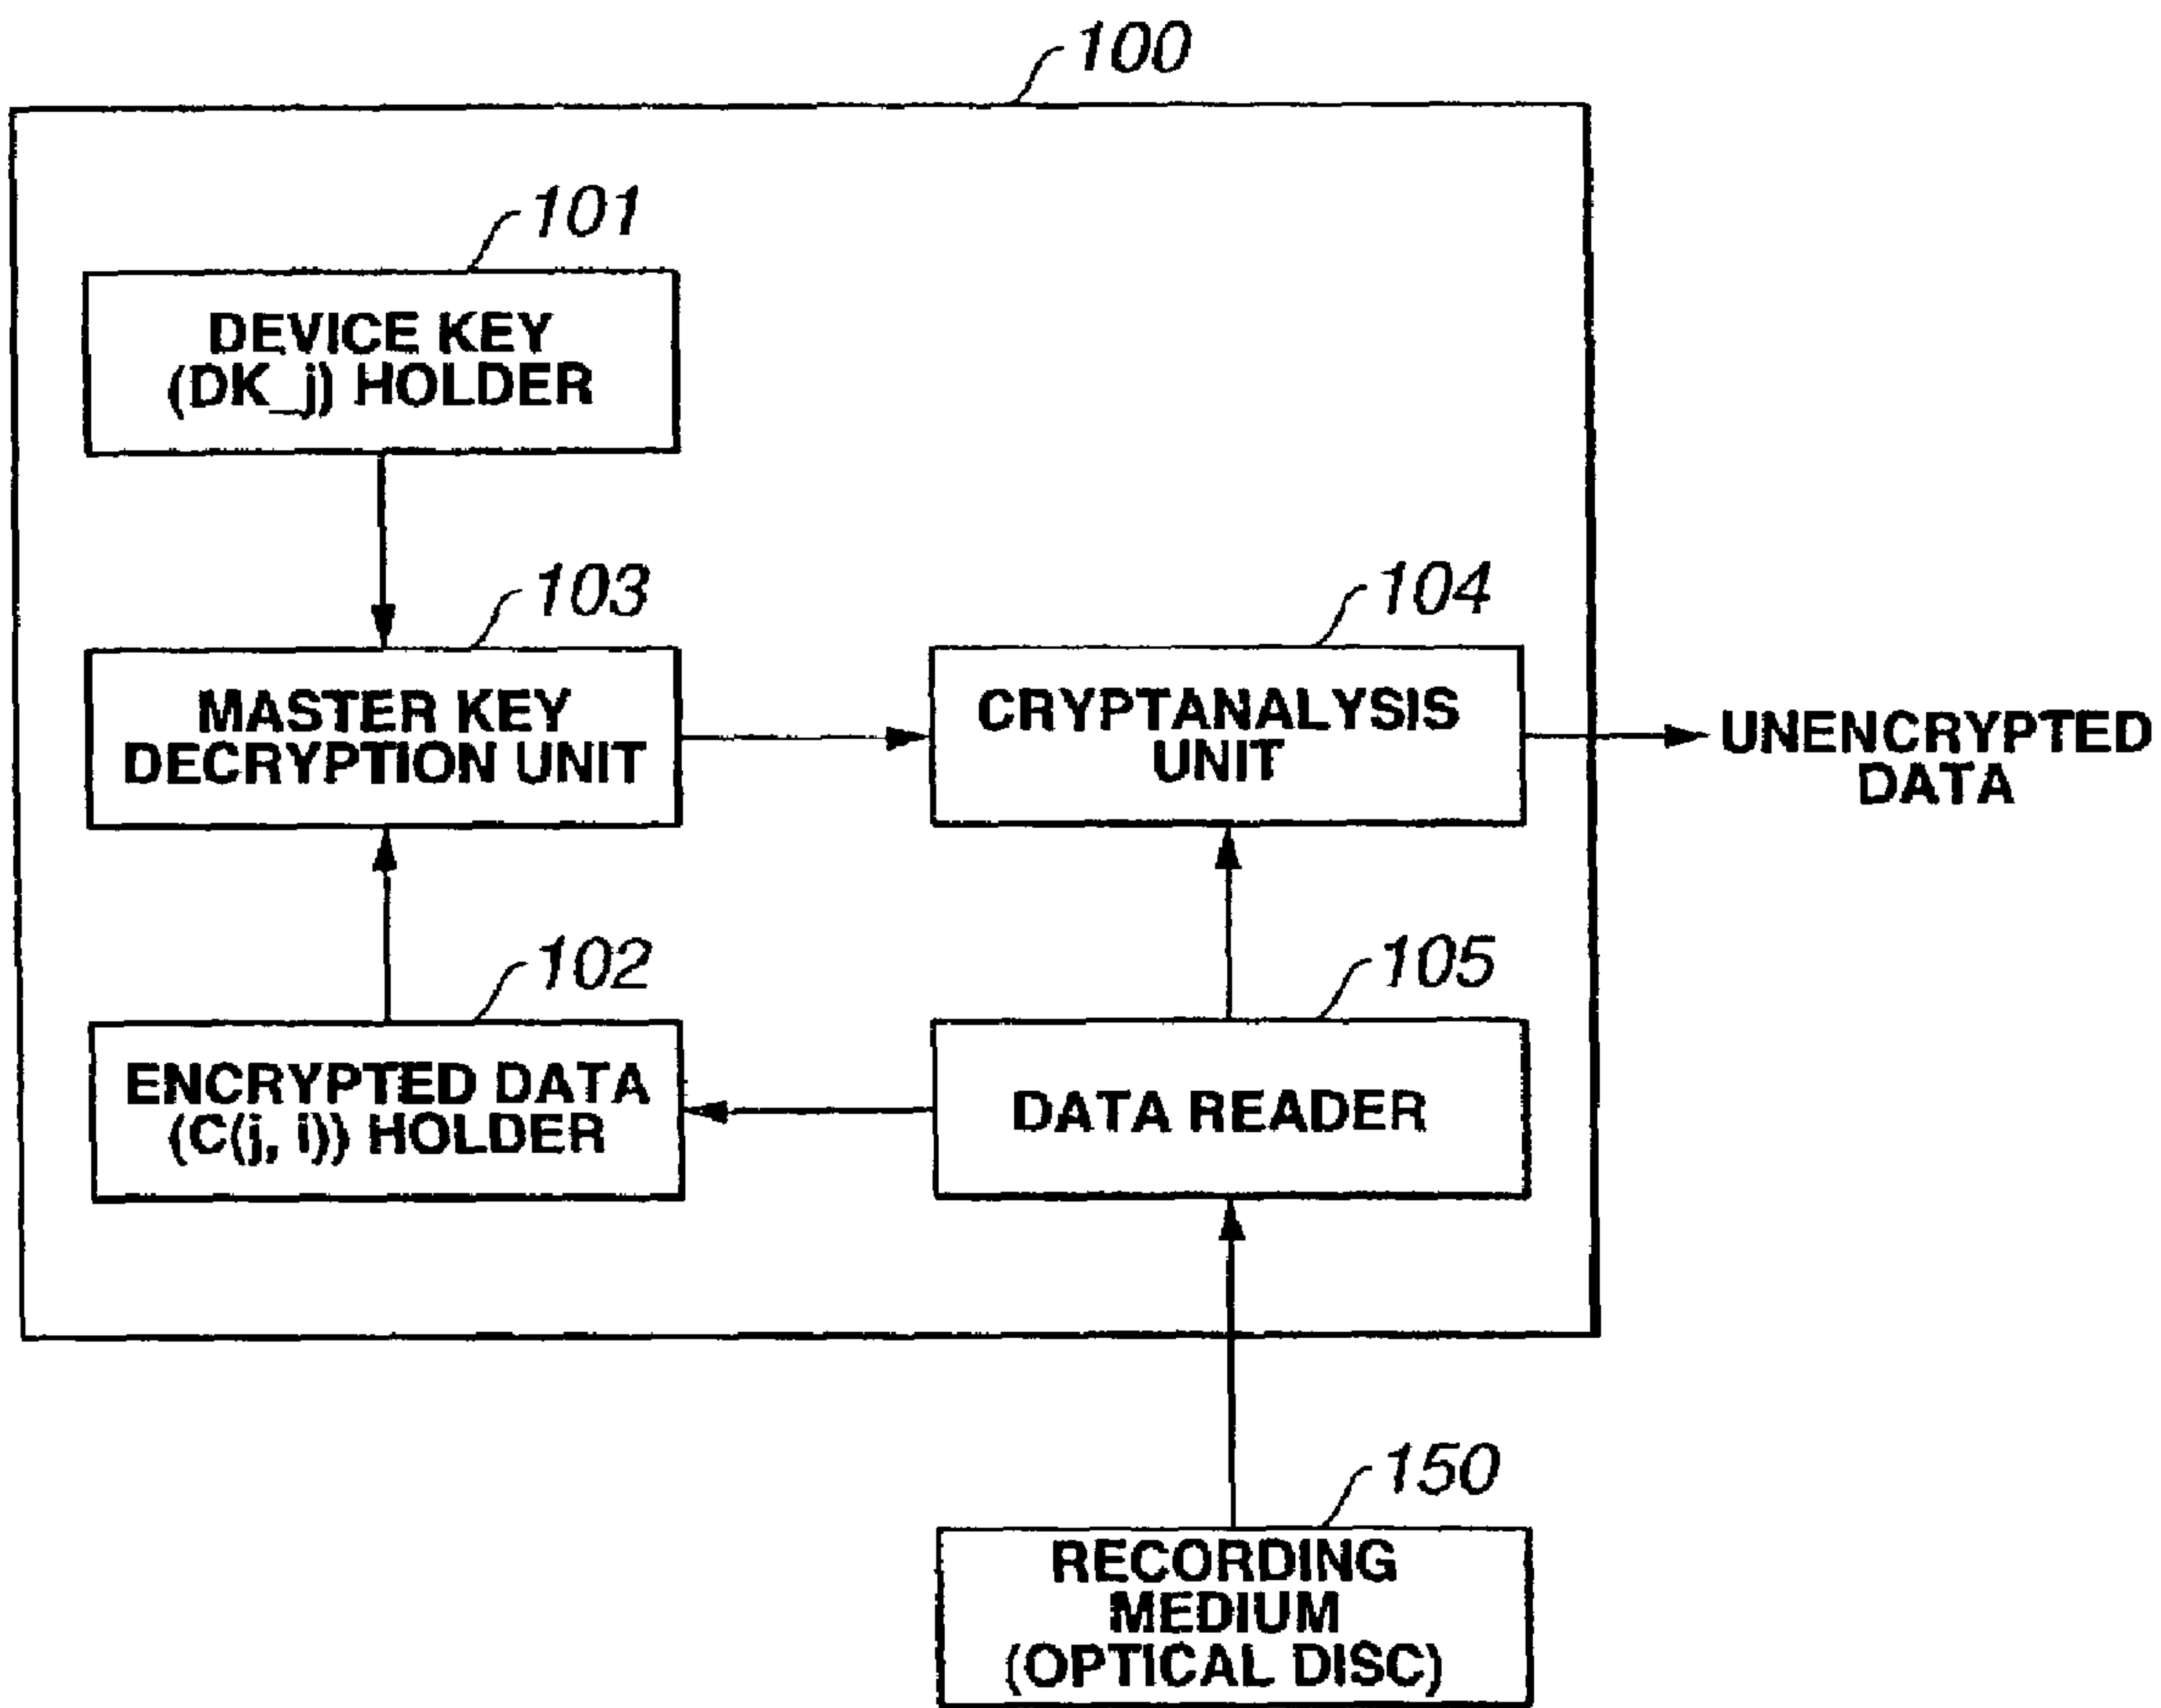 100
101
DEVICE KEY
(DK_j) HOLDER
103
MASTER KEY
DECRYPTION UNIT
104
CRYPTANALYSIS
UNIT
UNENCRYPTED
DATA
102
ENCRYPTED DATA
(C(j, i)) HOLDER
105
DATA READER
150
RECORDING
MEDIUM
(OPTICAL DISC)